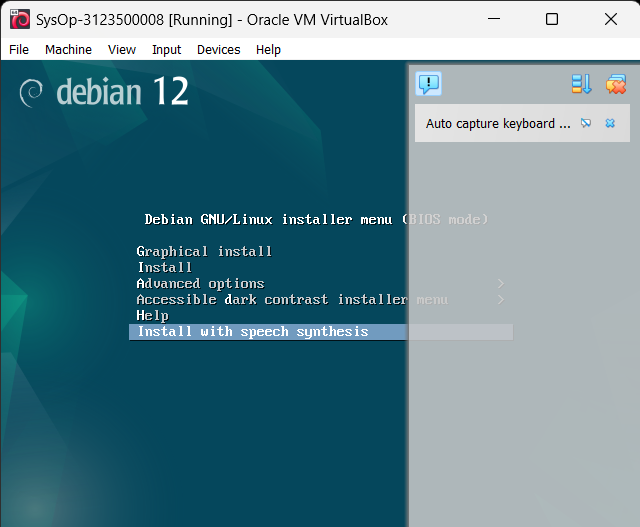 SysOp-3123500008 [Running] - Oracle VM VirtualBox
File Machine View Input Devices Help
debian 12
Auto capture keyboard ...
Debian GNU/Linux installer menu (BIOS mode)
Graphical install
Install
Advanced options >
Accessible dark contrast installer menu >
Help
Install with speech synthesis